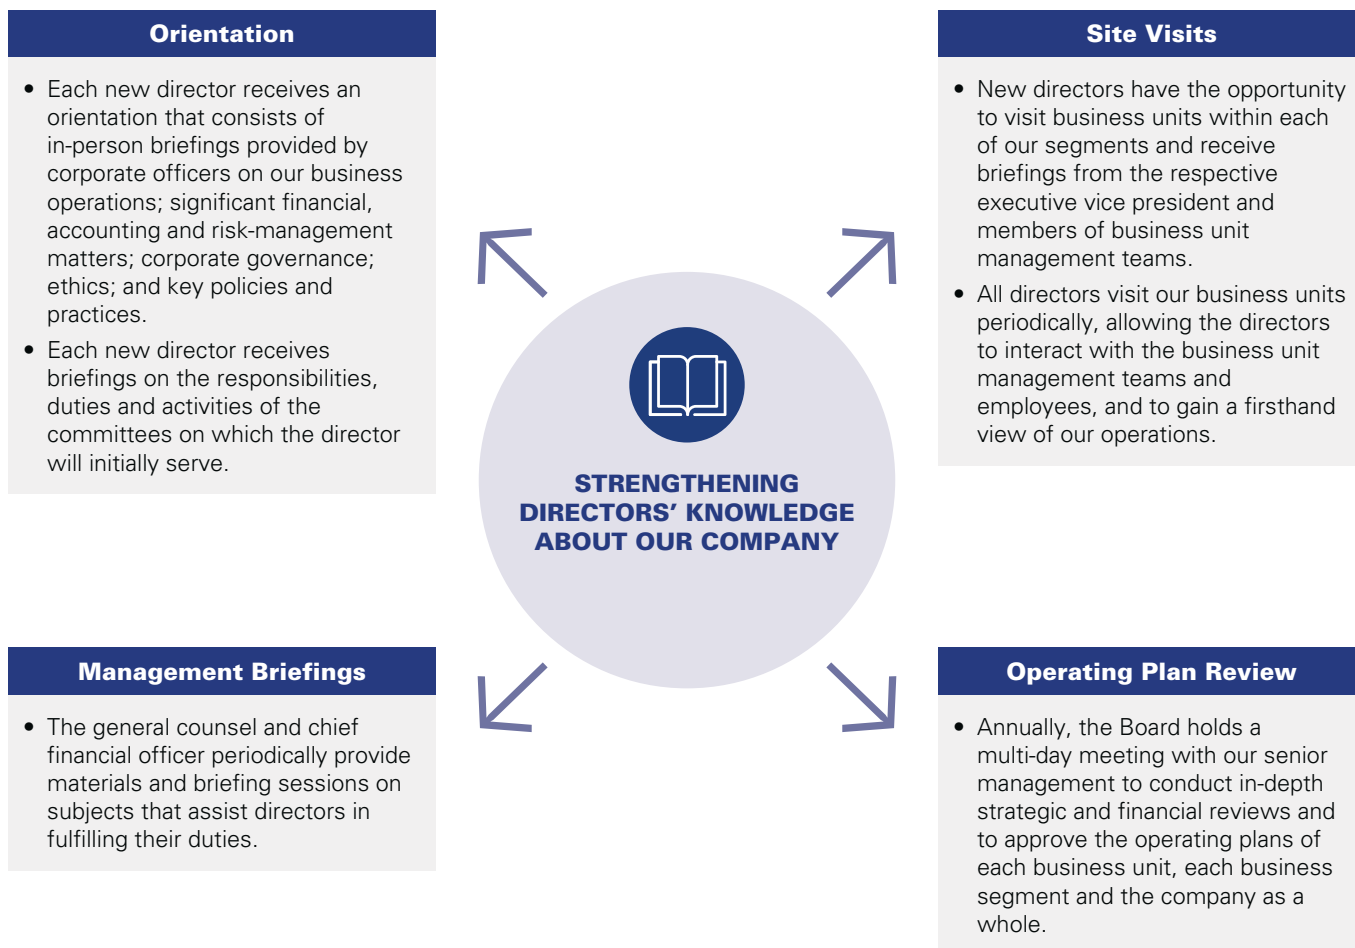 Orientation
• Each new director receives an
orientation that consists of
in-person briefings provided by
corporate officers on our business
operations; significant financial,
accounting and risk-management
matters; corporate governance;
ethics; and key policies and
practices.
• Each new director receives
briefings on the responsibilities,
duties and activities of the
committees on which the director
will initially serve.
Site Visits
• New directors have the opportunity
to visit business units within each
of our segments and receive
briefings from the respective
executive vice president and
members of business unit
management teams.
• All directors visit our business units
periodically, allowing the directors
to interact with the business unit
management teams and
employees, and to gain a firsthand
view of our operations.
STRENGTHENING
DIRECTORS’ KNOWLEDGE
ABOUT OUR COMPANY
Management Briefings
• The general counsel and chief
financial officer periodically provide
materials and briefing sessions on
subjects that assist directors in
fulfilling their duties.
Operating Plan Review
• Annually, the Board holds a
multi-day meeting with our senior
management to conduct in-depth
strategic and financial reviews and
to approve the operating plans of
each business unit, each business
segment and the company as a
whole.